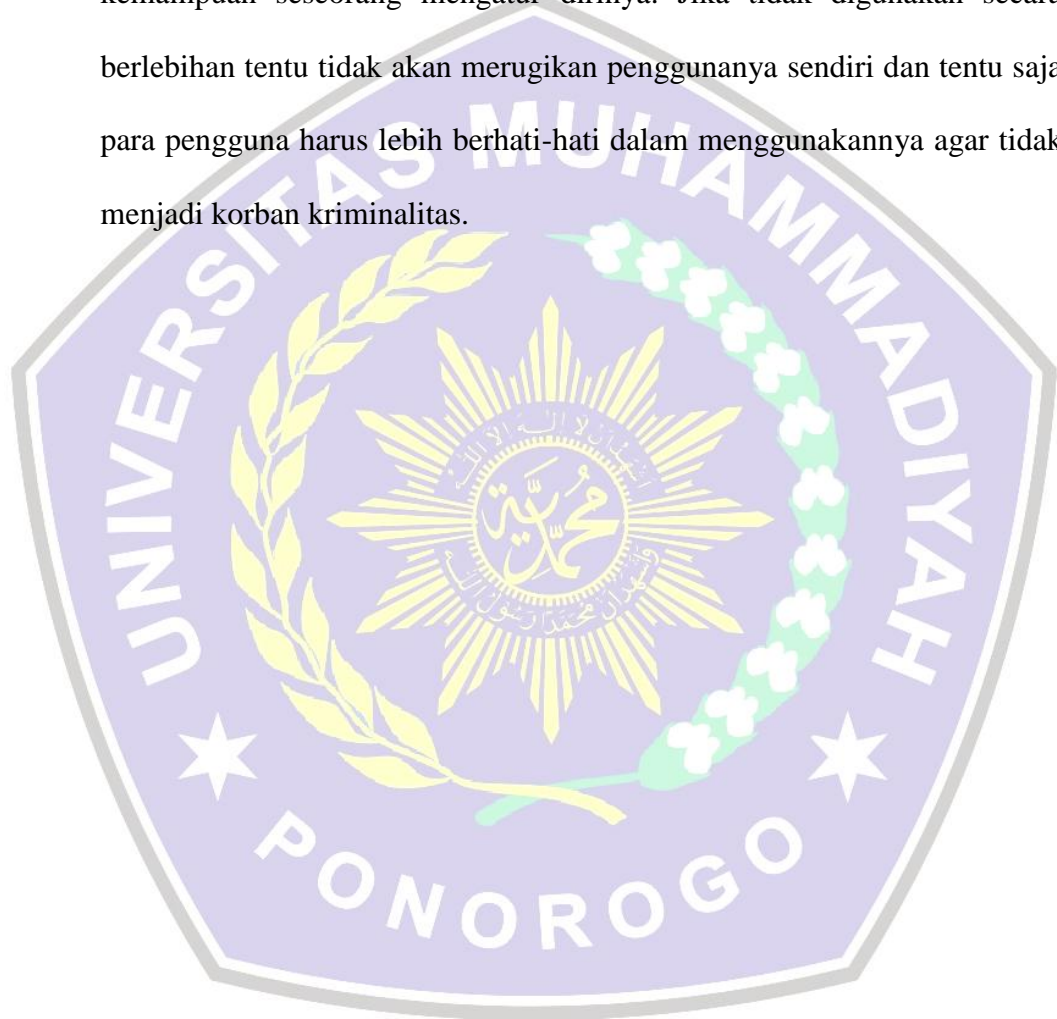 kemampuan seseorang mengatur dirinya. Jika tidak digunakan secara
berlebihan tentu tidak akan merugikan penggunanya sendiri dan tentu saja
para pengguna harus lebih berhati-hati dalam menggunakannya agar tidak
menjadi korban kriminalitas.
UNIVERSITAS MUHAMMADIYAH
PONOROGO
محمدية